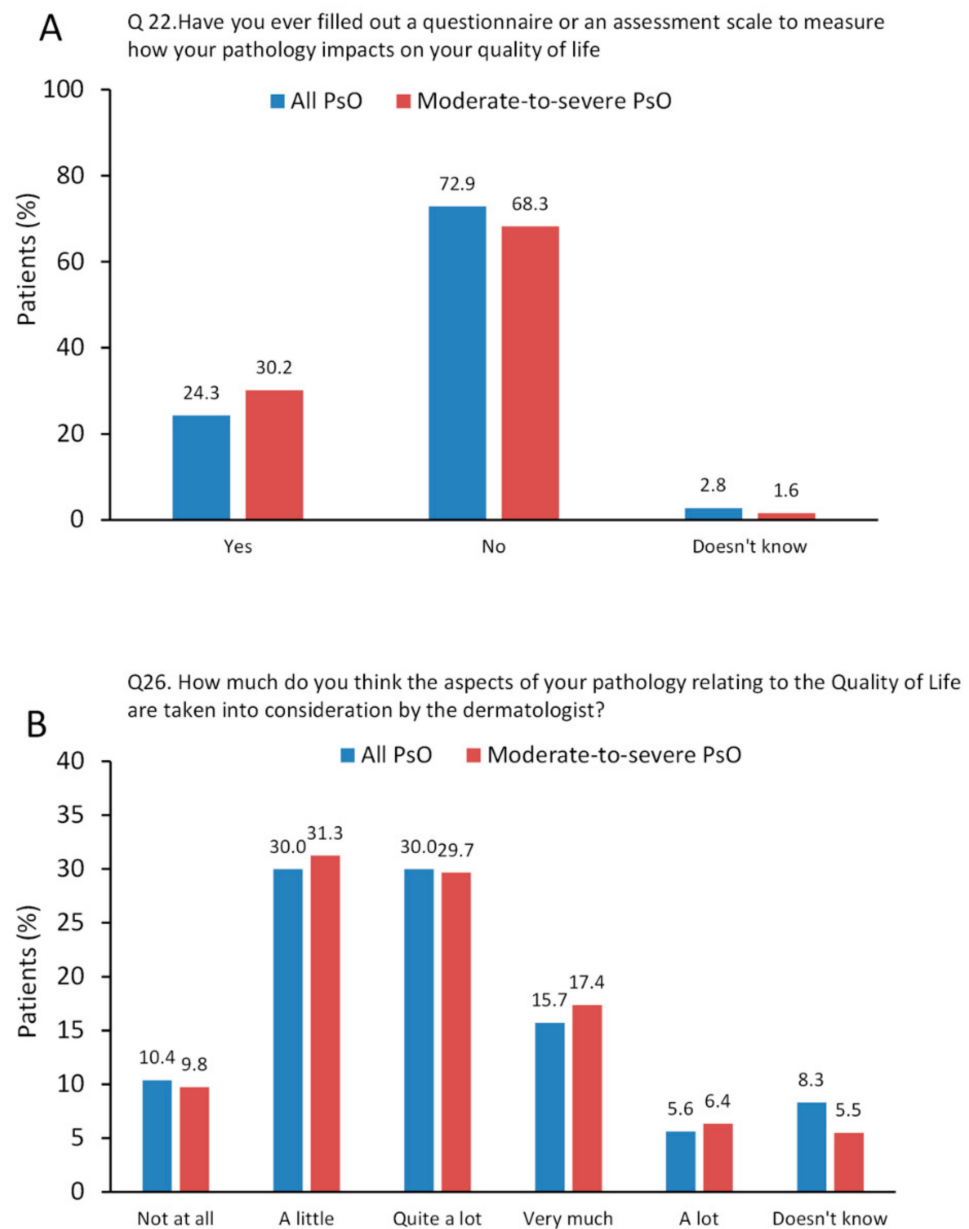 A
Q 22.Have you ever filled out a questionnaire or an assessment scale to measure
how your pathology impacts on your quality of life
All PsO Moderate-to-severe PsO
Patients (%)
100
80
60
40
20
0
24.3 30.2 72.9 68.3 2.8 1.6
Yes No Doesn't know
Q26. How much do you think the aspects of your pathology relating to the Quality of Life
are taken into consideration by the dermatologist?
B
All PsO Moderate-to-severe PsO
Patients (%)
40
35
30
25
20
15
10
5
0
10.4 9.8 30.0 31.3 30.0 29.7 15.7 17.4 5.6 6.4 8.3 5.5
Not at all A little Quite a lot Very much A lot Doesn't know